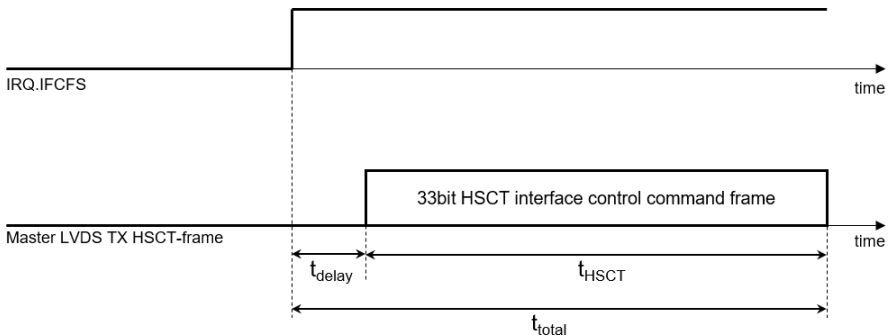 IRQ.IFCFS
time
33bit HSCT interface control command frame
Master LVDS TX HSCT-frame
time
tdelay
tHSCT
ttotal